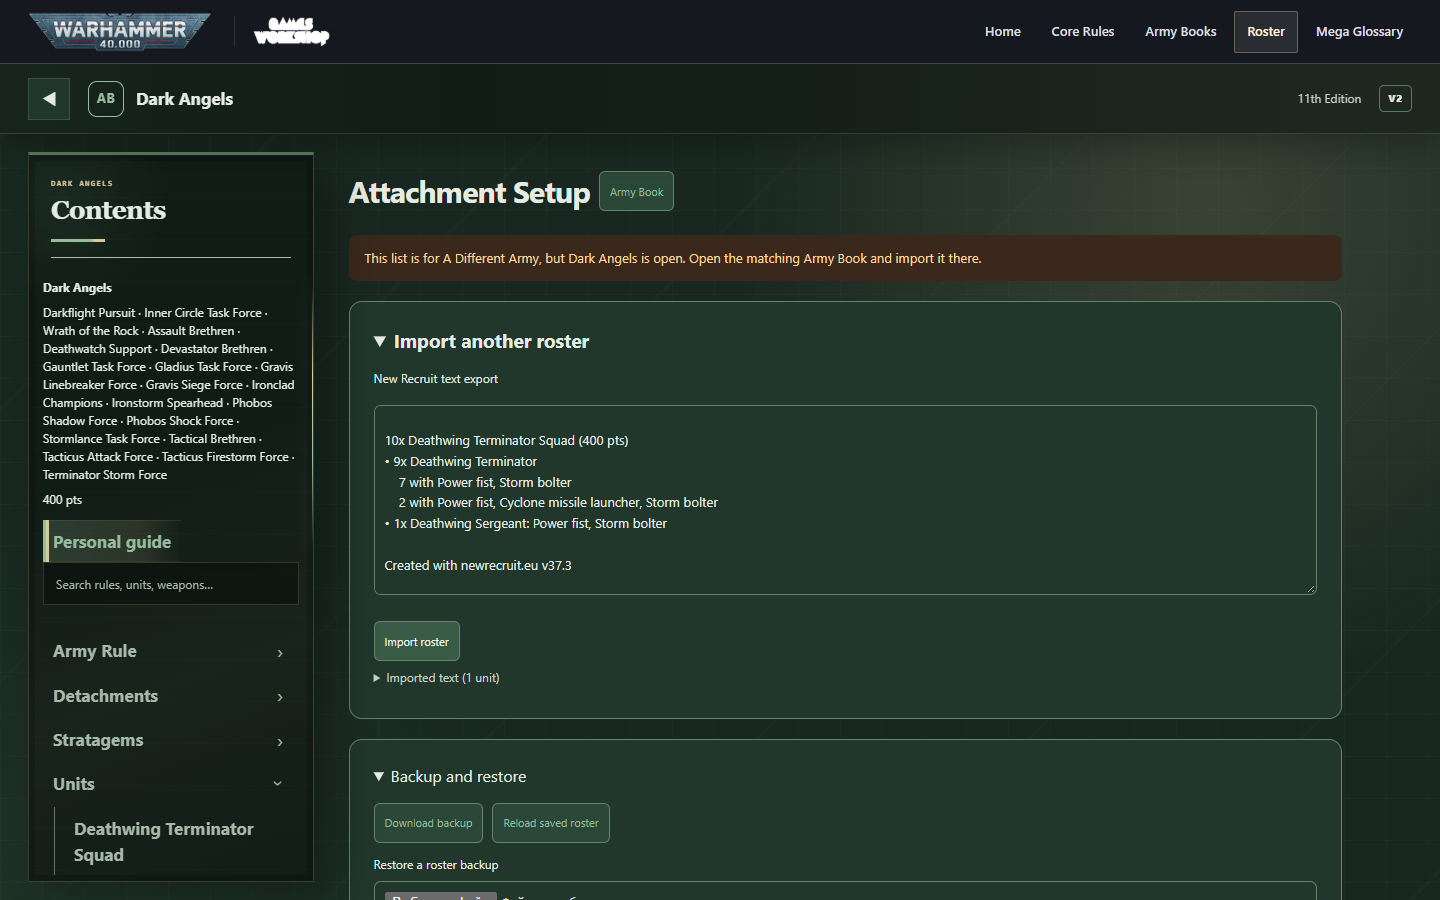 WARHAMMER
40,000
GAMES
WORKSHOP
Home
Core Rules
Army Books
Roster
Mega Glossary
◀
AB
Dark Angels
11th Edition
V2
DARK ANGELS
Contents
Dark Angels
Darkflight Pursuit · Inner Circle Task Force ·
Wrath of the Rock · Assault Brethren ·
Deathwatch Support · Devastator Brethren ·
Gauntlet Task Force · Gladius Task Force · Gravis
Linebreaker Force · Gravis Siege Force · Ironclad
Champions · Ironstorm Spearhead · Phobos
Shadow Force · Phobos Shock Force ·
Stormlance Task Force · Tactical Brethren ·
Tacticus Attack Force · Tacticus Firestorm Force ·
Terminator Storm Force
400 pts
Personal guide
Search rules, units, weapons...
Army Rule
Detachments
Stratagems
Units
Deathwing Terminator
Squad
Attachment Setup
Army Book
This list is for A Different Army, but Dark Angels is open. Open the matching Army Book and import it there.
▼ Import another roster
New Recruit text export
10x Deathwing Terminator Squad (400 pts)
• 9x Deathwing Terminator
7 with Power fist, Storm bolter
2 with Power fist, Cyclone missile launcher, Storm bolter
• 1x Deathwing Sergeant: Power fist, Storm bolter
Created with newrecruit.eu v37.3
Import roster
▶ Imported text (1 unit)
▼ Backup and restore
Download backup
Reload saved roster
Restore a roster backup